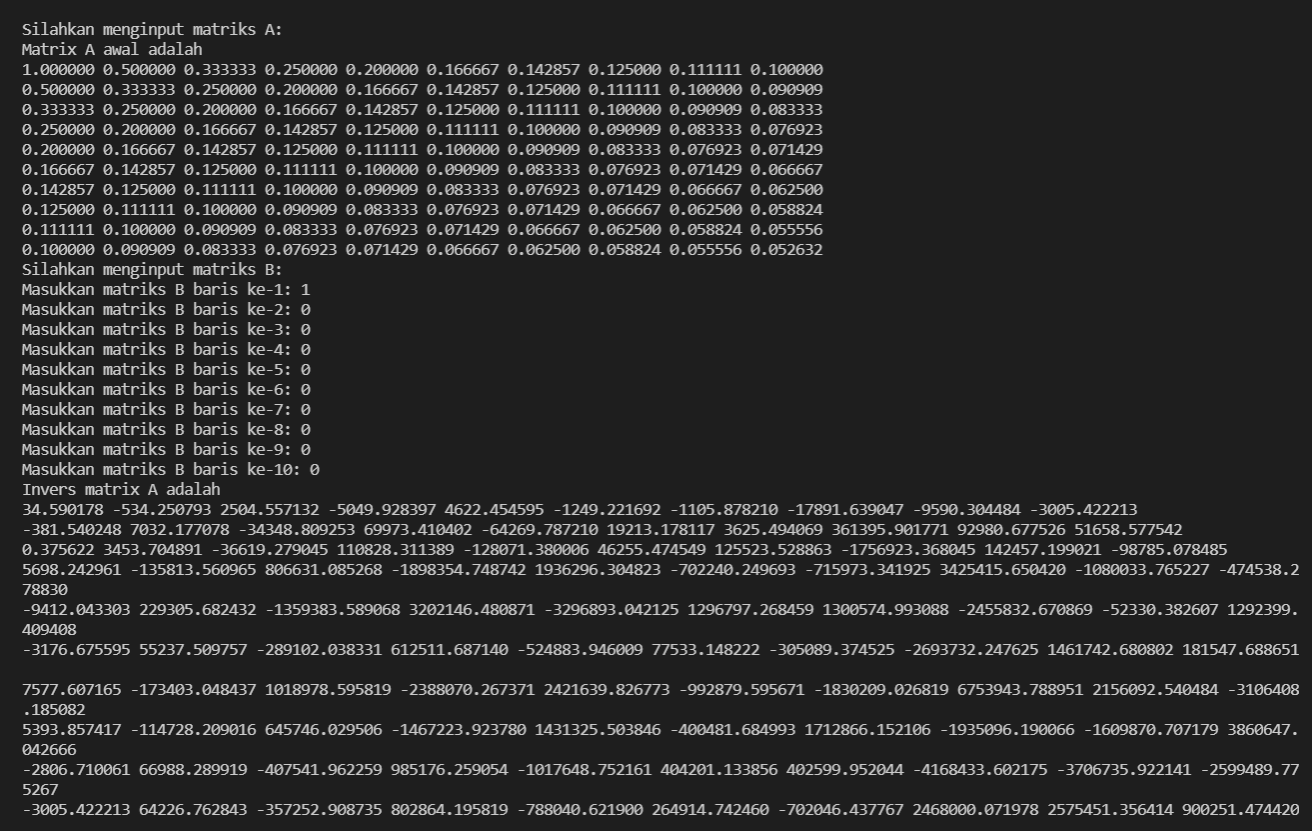 Silahkan menginput matriks A:
Matrix A awal adalah
1.000000 0.500000 0.333333 0.250000 0.200000 0.166667 0.142857 0.125000 0.111111 0.100000
0.500000 0.333333 0.250000 0.200000 0.166667 0.142857 0.125000 0.111111 0.100000 0.090909
0.333333 0.250000 0.200000 0.166667 0.142857 0.125000 0.111111 0.100000 0.090909 0.083333
0.250000 0.200000 0.166667 0.142857 0.125000 0.111111 0.100000 0.090909 0.083333 0.076923
0.200000 0.166667 0.142857 0.125000 0.111111 0.100000 0.090909 0.083333 0.076923 0.071429
0.166667 0.142857 0.125000 0.111111 0.100000 0.090909 0.083333 0.076923 0.071429 0.066667
0.142857 0.125000 0.111111 0.100000 0.090909 0.083333 0.076923 0.071429 0.066667 0.062500
0.125000 0.111111 0.100000 0.090909 0.083333 0.076923 0.071429 0.066667 0.062500 0.058824
0.111111 0.100000 0.090909 0.083333 0.076923 0.071429 0.066667 0.062500 0.058824 0.055556
0.100000 0.090909 0.083333 0.076923 0.071429 0.066667 0.062500 0.058824 0.055556 0.052632
Silahkan menginput matriks B:
Masukkan matriks B baris ke-1: 1
Masukkan matriks B baris ke-2: 0
Masukkan matriks B baris ke-3: 0
Masukkan matriks B baris ke-4: 0
Masukkan matriks B baris ke-5: 0
Masukkan matriks B baris ke-6: 0
Masukkan matriks B baris ke-7: 0
Masukkan matriks B baris ke-8: 0
Masukkan matriks B baris ke-9: 0
Masukkan matriks B baris ke-10: 0
Invers matrix A adalah
34.590178 -534.250793 2504.557132 -5049.928397 4622.454595 -1249.221692 -1105.878210 -17891.639047 -9590.304484 -3005.422213
-381.540248 7032.177078 -34348.809253 69973.410402 -64269.787210 19213.178117 3625.494069 361395.901771 92980.677526 51658.577542
0.375622 3453.704891 -36619.279045 110828.311389 -128071.380006 46255.474549 125523.528863 -1756923.368045 142457.199021 -98785.078485
5698.242961 -135813.560965 806631.085268 -1898354.748742 1936296.304823 -702240.249693 -715973.341925 3425415.650420 -1080033.765227 -474538.2
78830
-9412.043303 229305.682432 -1359383.589068 3202146.480871 -3296893.042125 1296797.268459 1300574.993088 -2455832.670869 -52330.382607 1292399.
409408
-3176.675595 55237.509757 -289102.038331 612511.687140 -524883.946009 77533.148222 -305089.374525 -2693732.247625 1461742.680802 181547.688651
7577.607165 -173403.048437 1018978.595819 -2388070.267371 2421639.826773 -992879.595671 -1830209.026819 6753943.788951 2156092.540484 -3106408
.185082
5393.857417 -114728.209016 645746.029506 -1467223.923780 1431325.503846 -400481.684993 1712866.152106 -1935096.190066 -1609870.707179 3860647.
042666
-2806.710061 66988.289919 -407541.962259 985176.259054 -1017648.752161 404201.133856 402599.952044 -4168433.602175 -3706735.922141 -2599489.77
5267
-3005.422213 64226.762843 -357252.908735 802864.195819 -788040.621900 264914.742460 -702046.437767 2468000.071978 2575451.356414 900251.474420